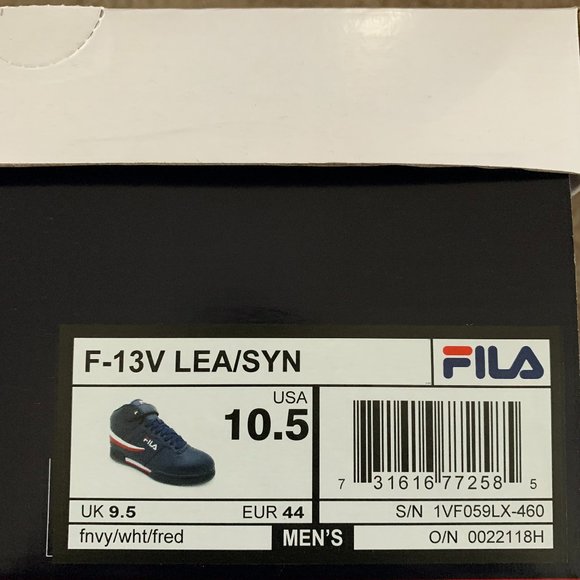 F-13V LEA/SYN
FILA
USA
10.5
FILA
7 31616 77258 5
UK 9.5 EUR 44
S/N 1VF059LX-460
fnvy/wht/fred
MEN'S
O/N 0022118H